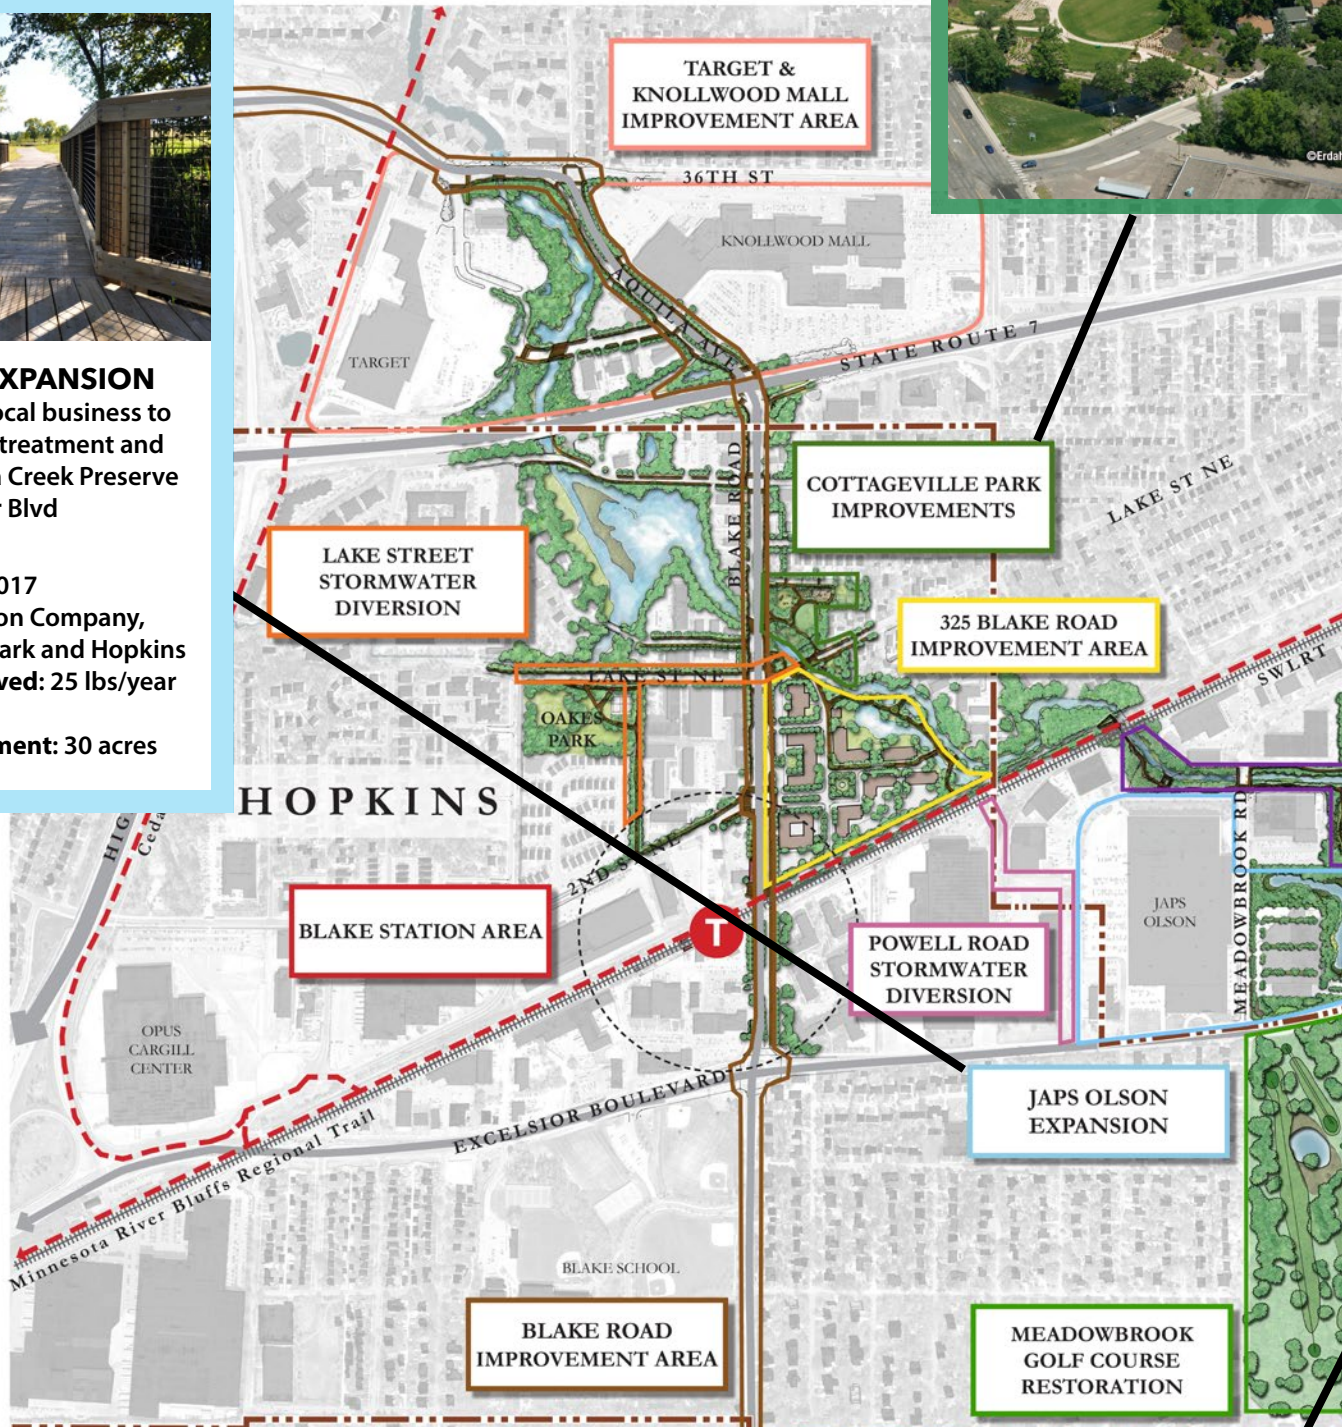 ©Erdah
XPANSION
ocal business to
treatment and
Creek Preserve
Blvd
017
on Company,
ark and Hopkins
ved: 25 lbs/year
ment: 30 acres
TARGET &
KNOLLWOOD MALL
IMPROVEMENT AREA
36TH ST
KNOLLWOOD MALL
AQUILA AVE
STATE ROUTE 7
TARGET
COTTAGEVILLE PARK
IMPROVEMENTS
LAKE ST NE
BLAKE ROAD
LAKE STREET
STORMWATER
DIVERSION
325 BLAKE ROAD
IMPROVEMENT AREA
SWLRT
LAKE ST NE
OAKES
PARK
HOPKINS
HIG
Ceda
2ND ST NE
MEADOWBROOK RD
JAPS
OLSON
BLAKE STATION AREA
T
POWELL ROAD
STORMWATER
DIVERSION
OPUS
CARGILL
CENTER
EXCELSIOR BOULEVARD
JAPS OLSON
EXPANSION
Minnesota River Bluffs Regional Trail
BLAKE SCHOOL
BLAKE ROAD
IMPROVEMENT AREA
MEADOWBROOK
GOLF COURSE
RESTORATION